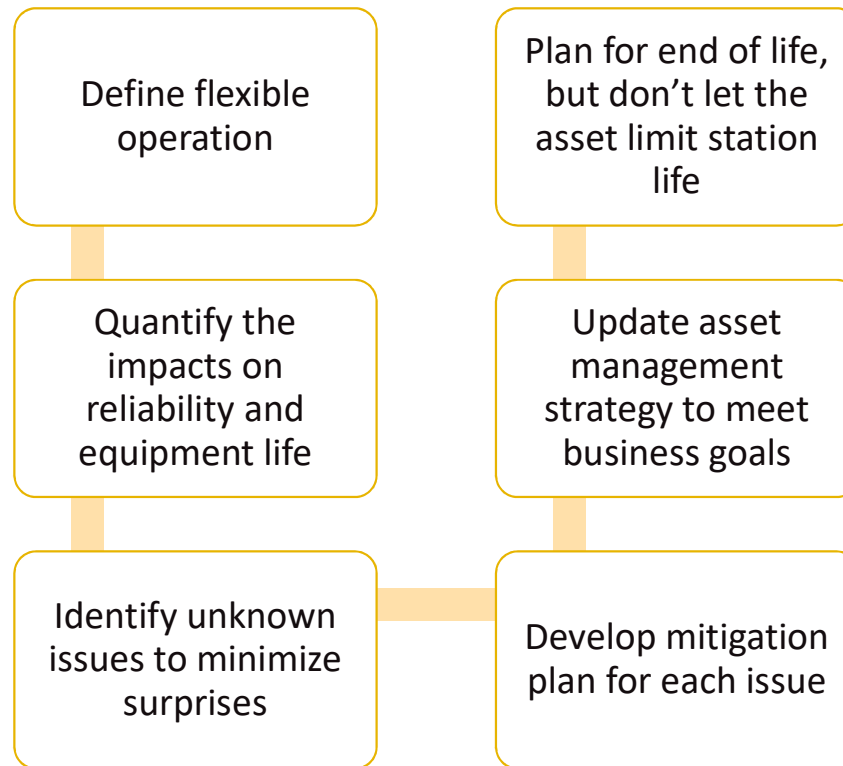 Define flexible
operation
Quantify the
impacts on
reliability and
equipment life
Identify unknown
issues to minimize
surprises
Develop mitigation
plan for each issue
Update asset
management
strategy to meet
business goals
Plan for end of life,
but don’t let the
asset limit station
life